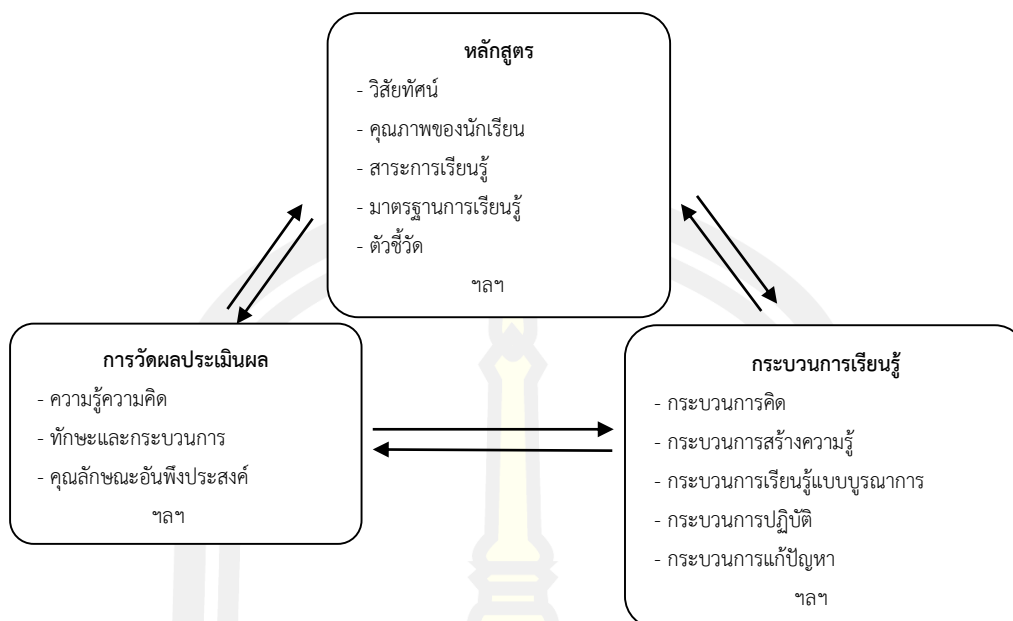 หลักสูตร
- วิสัยทัศน์
- คุณภาพของนักเรียน
- สาระการเรียนรู้
- มาตรฐานการเรียนรู้
- ตัวชี้วัด
ฯลฯ
การวัดผลประเมินผล
- ความรู้ความคิด
- ทักษะและกระบวนการ
- คุณลักษณะอันพึงประสงค์
ฯลฯ
กระบวนการเรียนรู้
- กระบวนการคิด
- กระบวนการสร้างความรู้
- กระบวนการเรียนรู้แบบบูรณาการ
- กระบวนการปฏิบัติ
- กระบวนการแก้ปัญหา
ฯลฯ